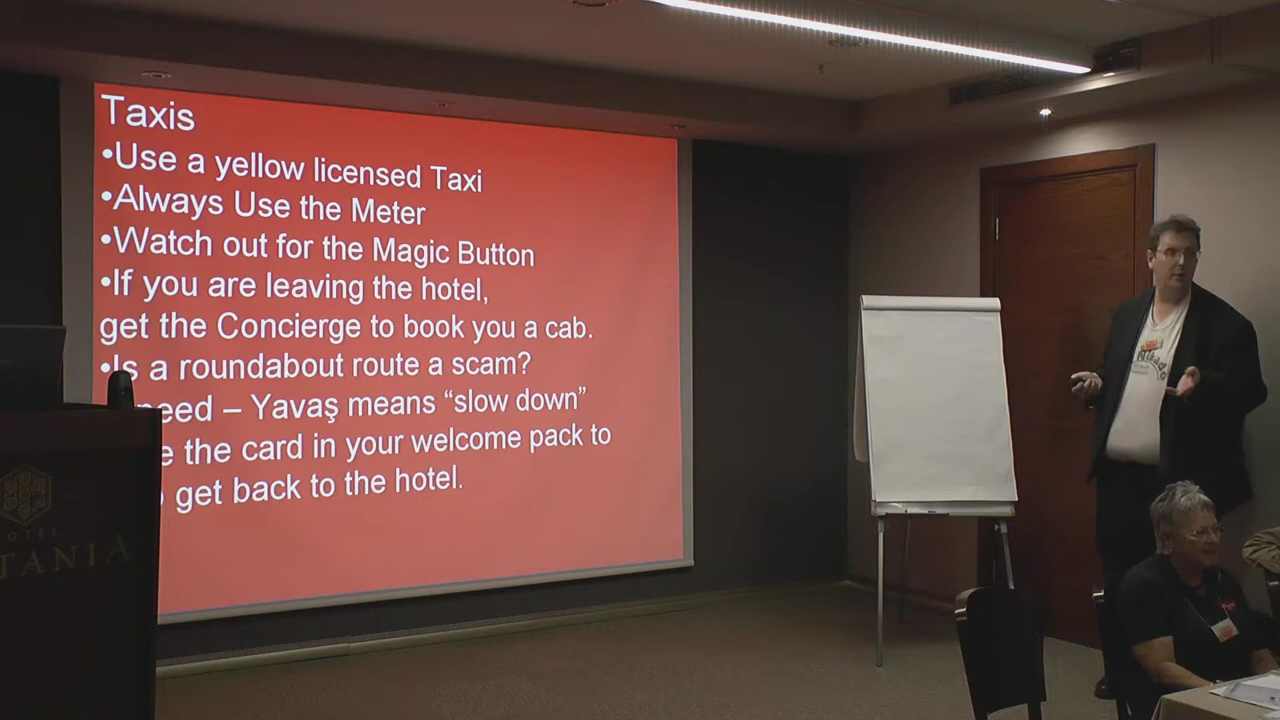 Taxis
•Use a yellow licensed Taxi
•Always Use the Meter
•Watch out for the Magic Button
•If you are leaving the hotel,
get the Concierge to book you a cab.
•Is a roundabout route a scam?
– Yavaş means “slow down”
the card in your welcome pack to
get back to the hotel.